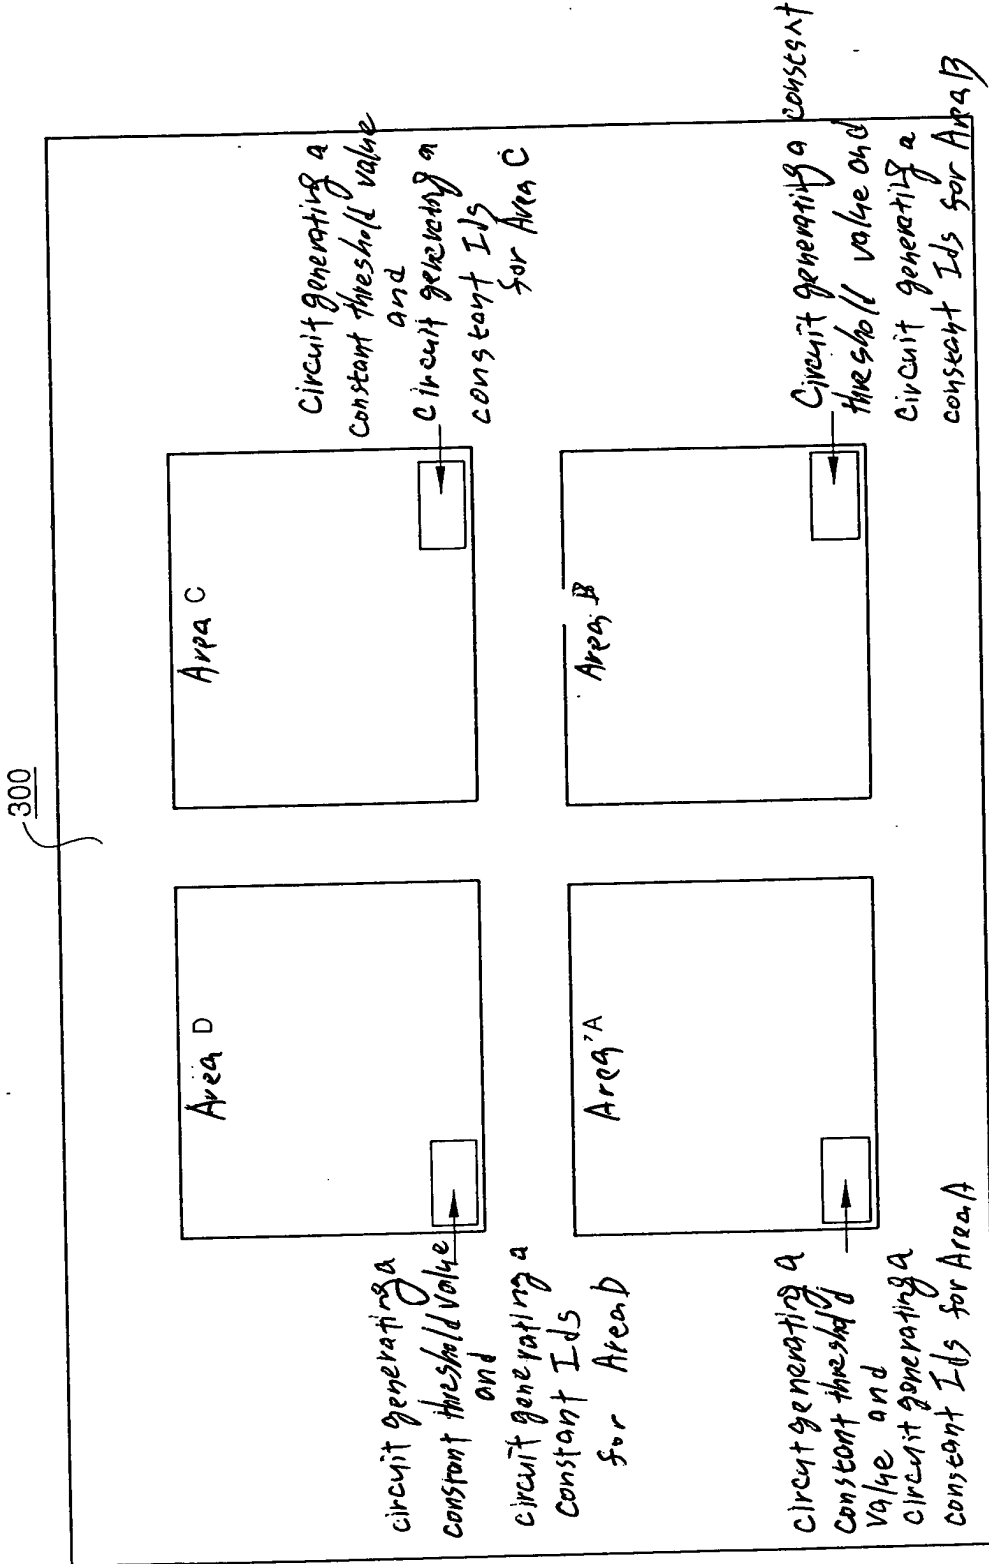 300
Area D
circuit generating a
constant threshold value
and
circuit generating a
constant Ids
for Area D
Area C
Circuit generating a
constant threshold value
and
Circuit generating a
constant Ids
for Area C
Area A
circut generating a
constant threshold
value and
circuit generating a
constant Ids for Area A
Area B
Circuit generating a constant
threshold value and
Circuit generating a
constant Ids for Area B